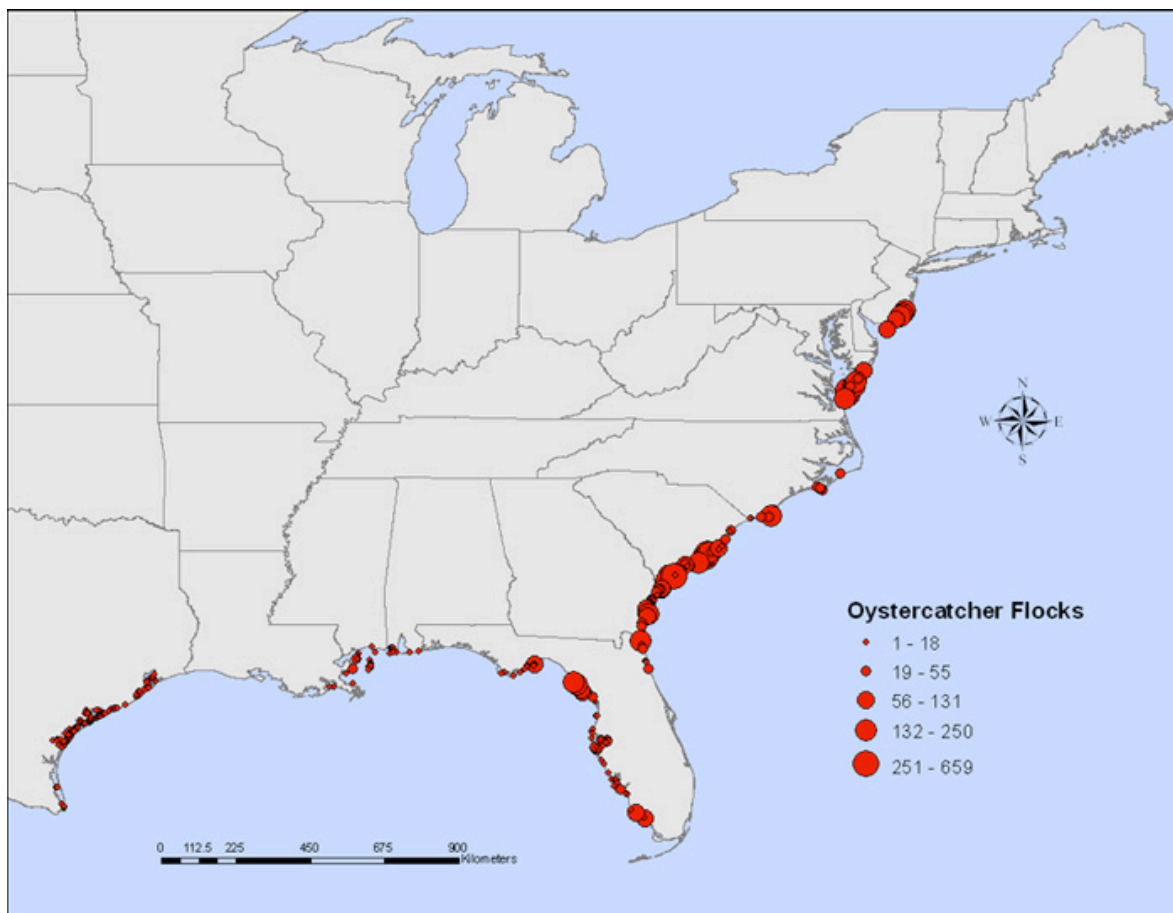 N
W E
S
Oystercatcher Flocks
1 - 18
19 - 55
56 - 131
132 - 250
251 - 659
0 112.5 225 450 675 900
Kilometers